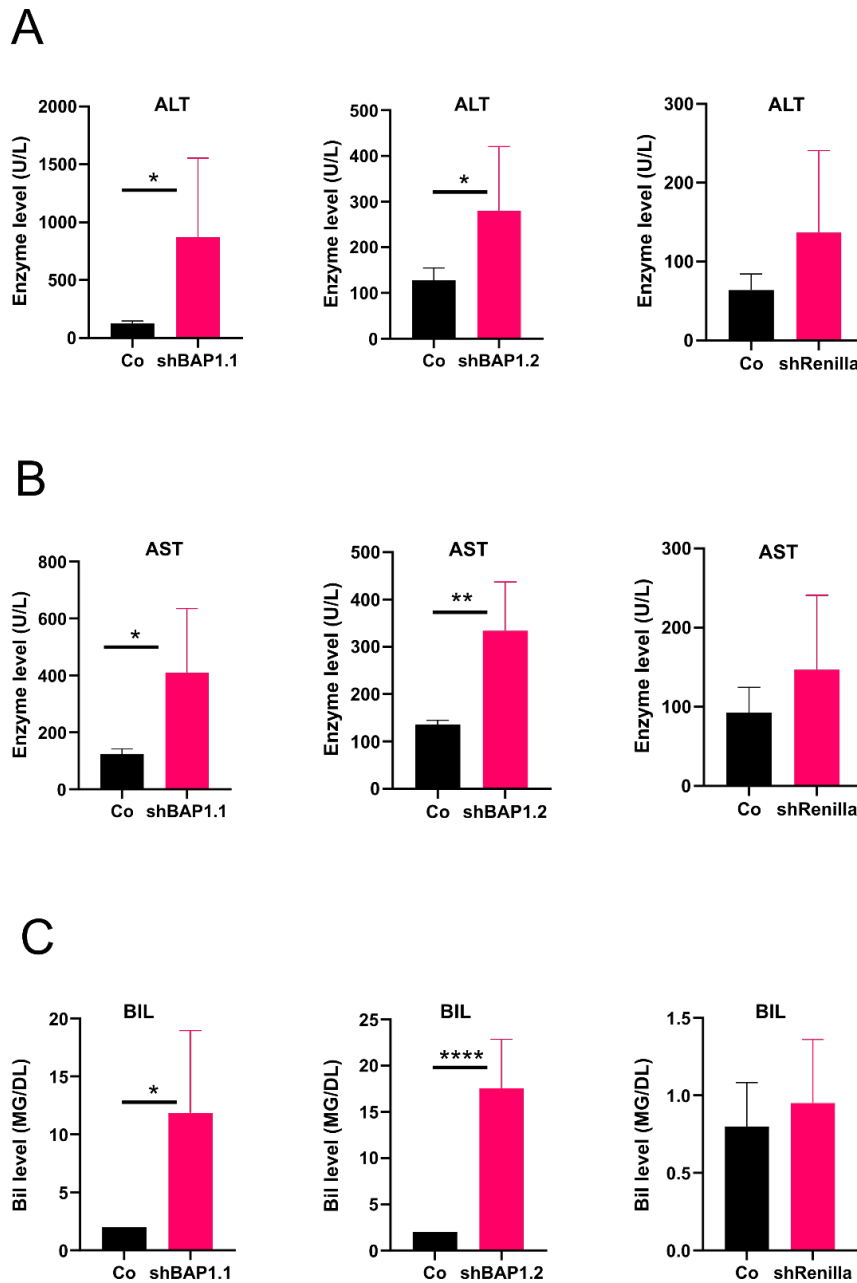 A
ALT
Enzyme level (U/L)
2000
1500
1000
500
0
*
Co shBAP1.1
ALT
Enzyme level (U/L)
500
400
300
200
100
0
*
Co shBAP1.2
ALT
Enzyme level (U/L)
300
200
100
0
Co shRenilla
B
AST
Enzyme level (U/L)
800
600
400
200
0
*
Co shBAP1.1
AST
Enzyme level (U/L)
500
400
300
200
100
0
**
Co shBAP1.2
AST
Enzyme level (U/L)
300
200
100
0
Co shRenilla
C
BIL
Bil level (MG/DL)
20
15
10
5
0
*
Co shBAP1.1
BIL
Bil level (MG/DL)
25
20
15
10
5
0
****
Co shBAP1.2
BIL
Bil level (MG/DL)
1.5
1.0
0.5
0.0
Co shRenilla